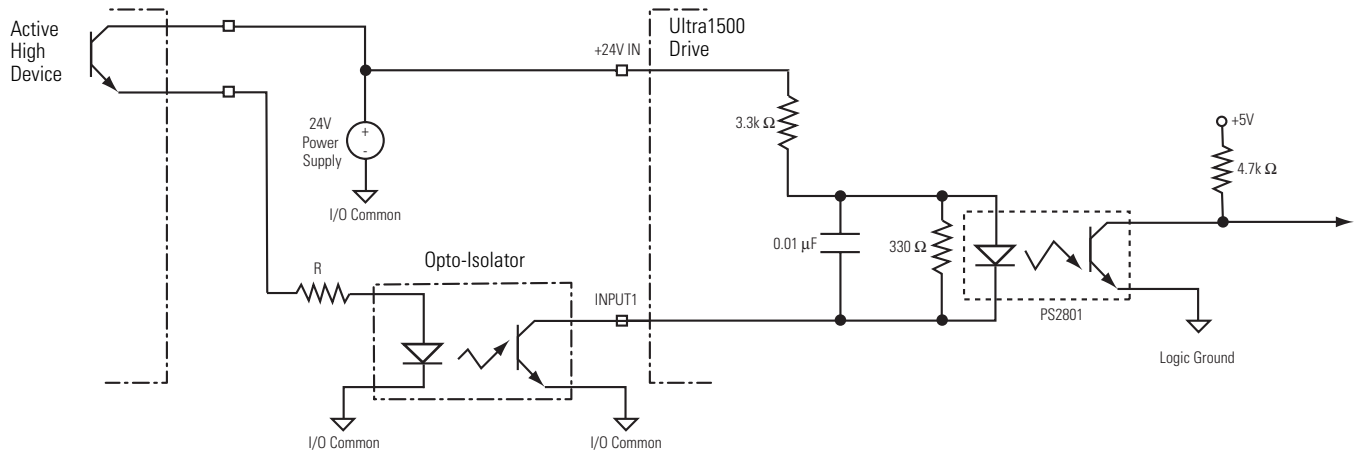 Active
High
Device
Ultra1500
Drive
+24V IN
24V
Power
Supply
+
-
I/O Common
3.3k Ω
+5V
4.7k Ω
0.01 µF
330 Ω
PS2801
Logic Ground
Opto-Isolator
R
INPUT1
I/O Common
I/O Common